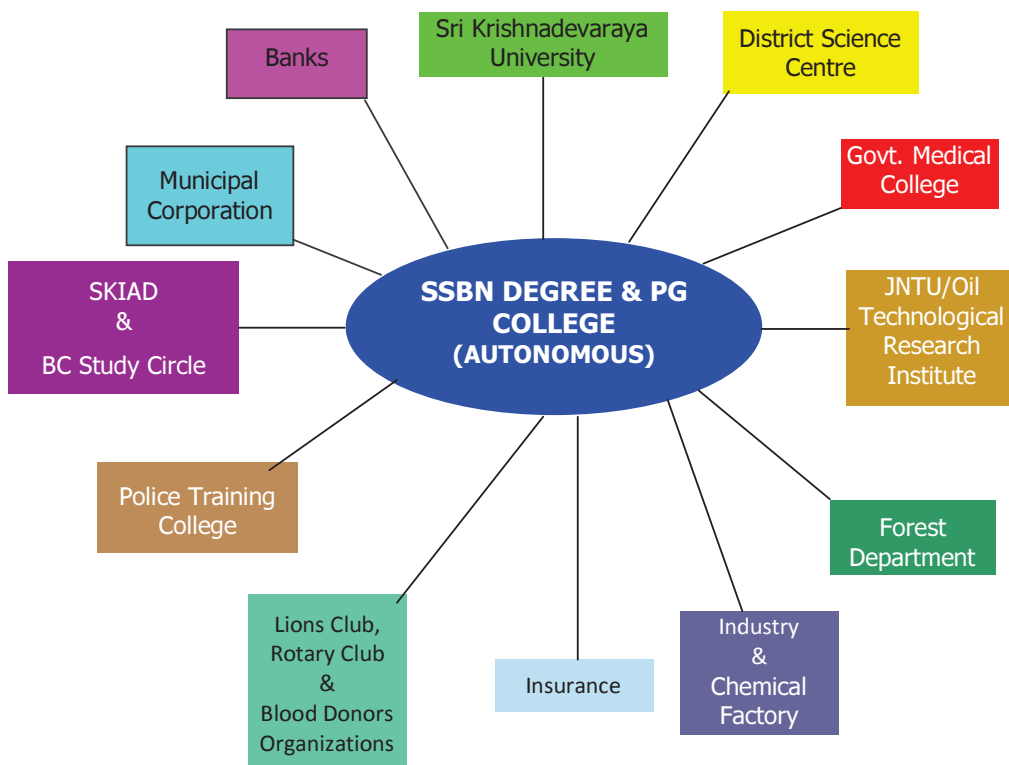 Banks
Sri Krishnadevaraya
University
District Science
Centre
Municipal
Corporation
Govt. Medical
College
SKIAD
&
BC Study Circle
SSBN DEGREE & PG
COLLEGE
(AUTONOMOUS)
JNTU/Oil
Technological
Research
Institute
Police Training
College
Forest
Department
Lions Club,
Rotary Club
&
Blood Donors
Organizations
Insurance
Industry
&
Chemical
Factory